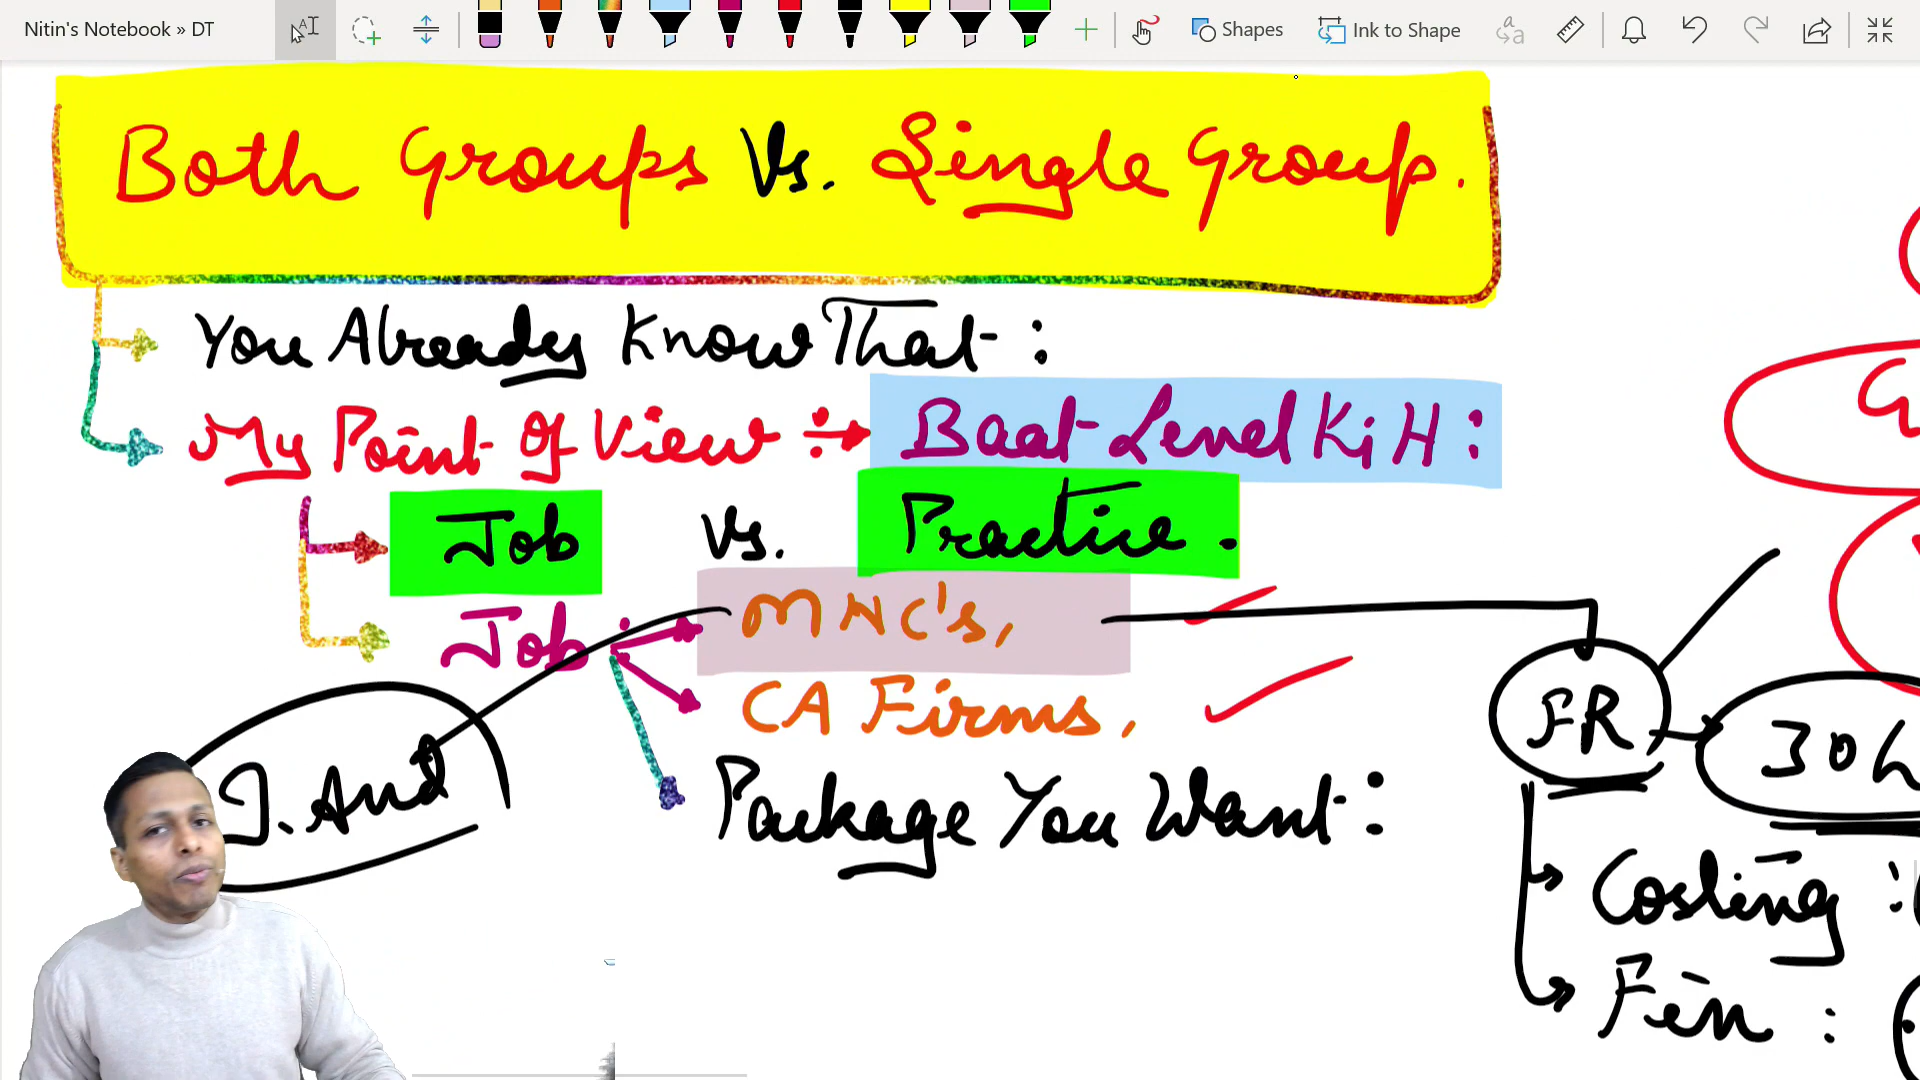 Nitin's Notebook » DT
Shapes
Ink to Shape
Both Groups Vs. Single Group.
You Already Know That :
My Point Of View :→ Baat Level Ki H :
Job Vs. Practice.
Job : MNC's,
CA Firms,
Package You Want :
I. Aud
FR
30
Costing :
Fin :